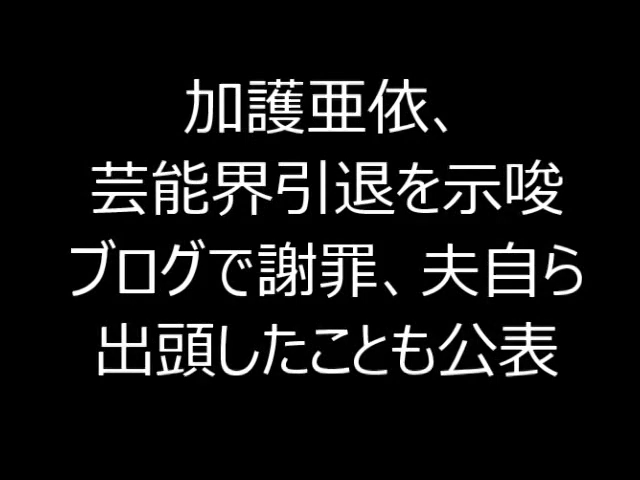 加護亜依、
芸能界引退を示唆
ブログで謝罪、夫自ら
出頭したことも公表